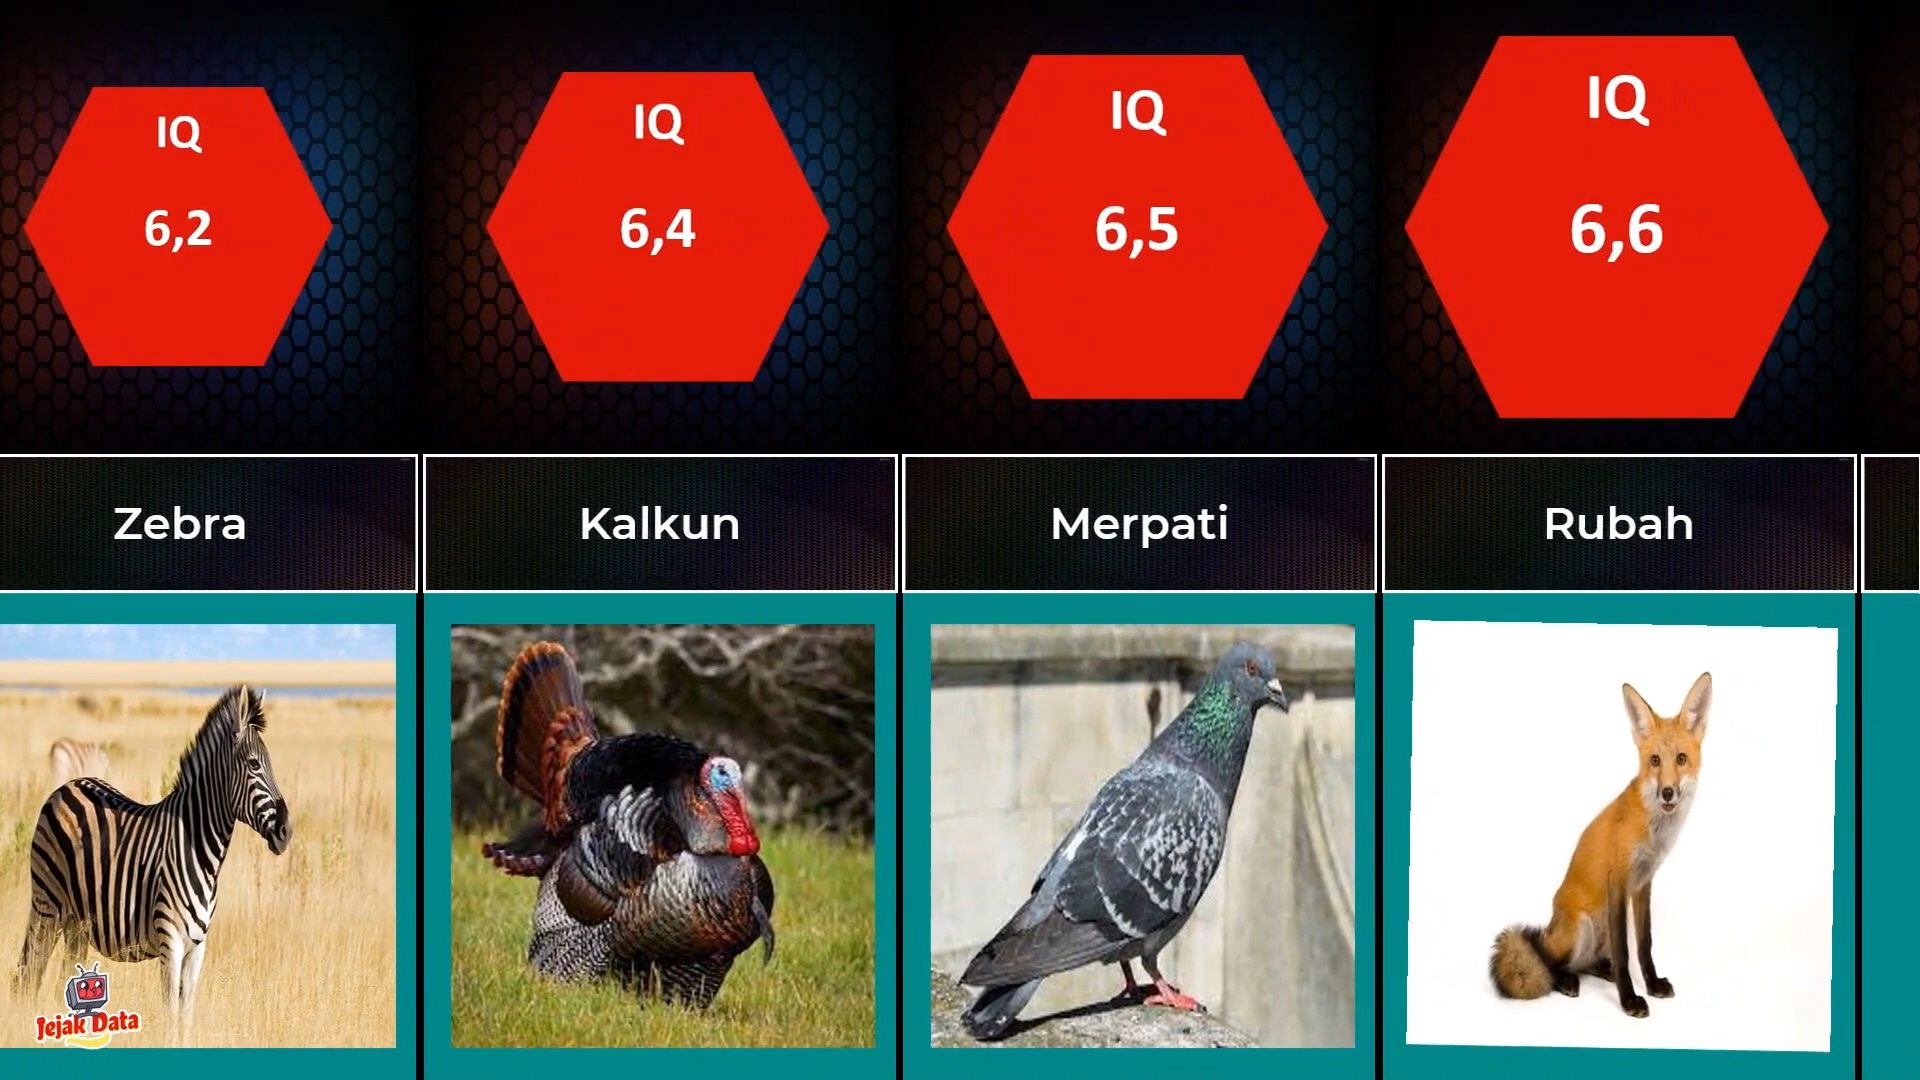 IQ
6,2
IQ
6,4
IQ
6,5
IQ
6,6
Zebra
Kalkun
Merpati
Rubah
Jejak Data